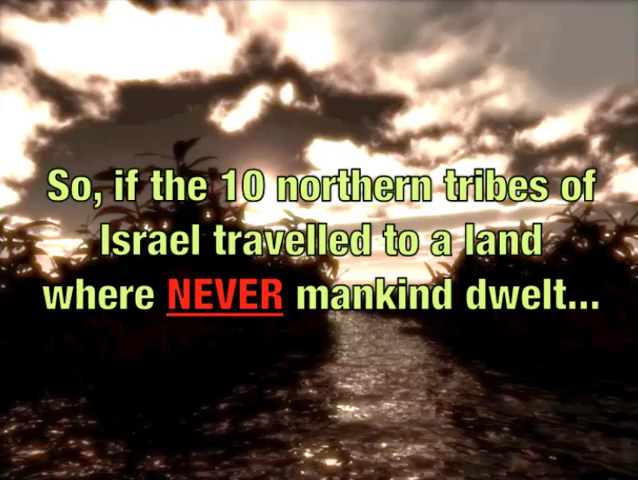 So, if the 10 northern tribes of
Israel travelled to a land
where NEVER mankind dwelt...